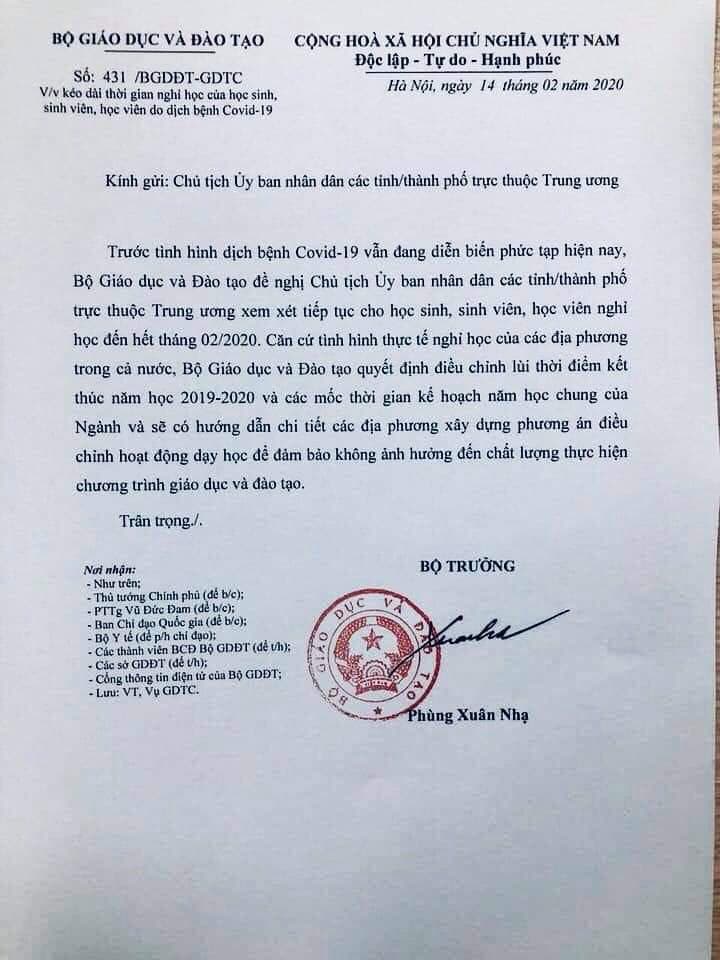 BỘ GIÁO DỤC VÀ ĐÀO TẠO
Số: 431 /BGDĐT-GDTC
V/v kéo dài thời gian nghỉ học của học sinh,
sinh viên, học viên do dịch bệnh Covid-19
CỘNG HOÀ XÃ HỘI CHỦ NGHĨA VIỆT NAM
Độc lập - Tự do - Hạnh phúc
Hà Nội, ngày 14 tháng 02 năm 2020
Kính gửi: Chủ tịch Ủy ban nhân dân các tỉnh/thành phố trực thuộc Trung ương
Trước tình hình dịch bệnh Covid-19 vẫn đang diễn biến phức tạp hiện nay,
Bộ Giáo dục và Đào tạo đề nghị Chủ tịch Ủy ban nhân dân các tỉnh/thành phố
trực thuộc Trung ương xem xét tiếp tục cho học sinh, sinh viên, học viên nghỉ
học đến hết tháng 02/2020. Căn cứ tình hình thực tế nghỉ học của các địa phương
trong cả nước, Bộ Giáo dục và Đào tạo quyết định điều chỉnh lùi thời điểm kết
thúc năm học 2019-2020 và các mốc thời gian kế hoạch năm học chung của
Ngành và sẽ có hướng dẫn chi tiết các địa phương xây dựng phương án điều
chỉnh hoạt động dạy học để đảm bảo không ảnh hưởng đến chất lượng thực hiện
chương trình giáo dục và đào tạo.
Trân trọng./.
Nơi nhận:
- Như trên;
- Thủ tướng Chính phủ (để b/c);
- PTTg Vũ Đức Đam (để b/c);
- Ban Chỉ đạo Quốc gia (để b/c);
- Bộ Y tế (để p/h chỉ đạo);
- Các thành viên BCĐ Bộ GDĐT (để t/h);
- Các sở GDĐT (để t/h);
- Cổng thông tin điện tử của Bộ GDĐT;
- Lưu: VT, Vụ GDTC.
BỘ TRƯỞNG
BỘ GIÁO DỤC VÀ ĐÀO TẠO
Phùng Xuân Nhạ